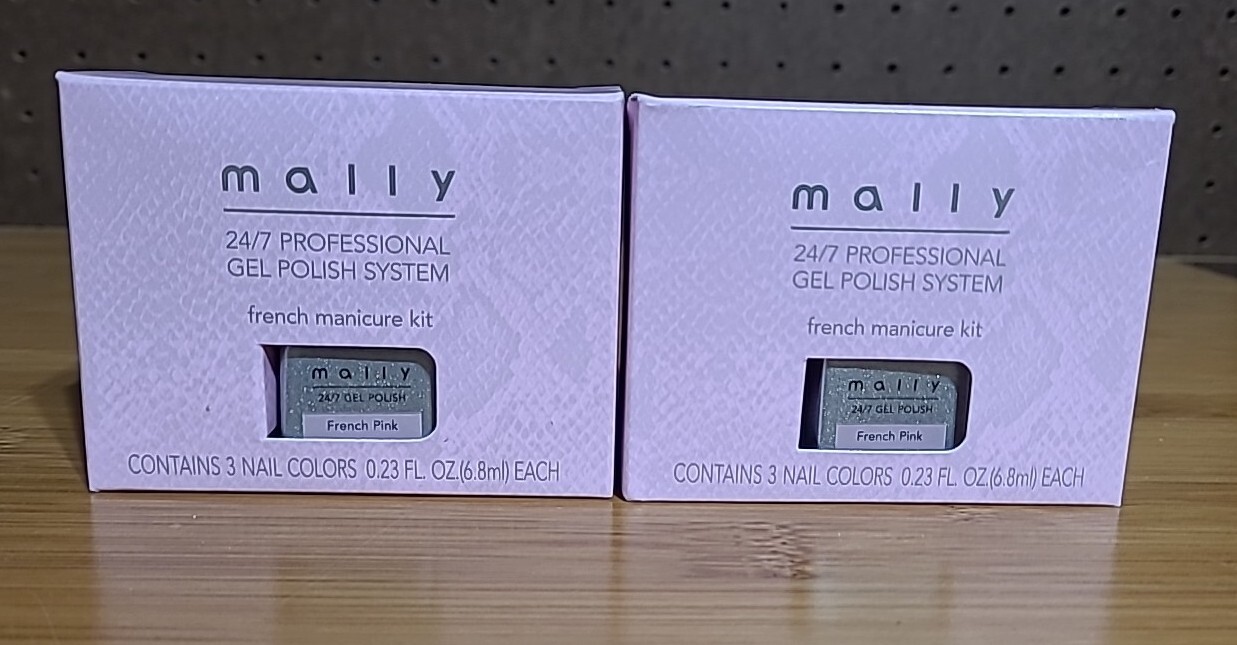 mally
24/7 PROFESSIONAL
GEL POLISH SYSTEM
french manicure kit
mally
24/7 GEL POLISH
French Pink
CONTAINS 3 NAIL COLORS 0.23 FL. OZ.(6.8ml) EACH
mally
24/7 PROFESSIONAL
GEL POLISH SYSTEM
french manicure kit
mally
24/7 GEL POLISH
French Pink
CONTAINS 3 NAIL COLORS 0.23 FL. OZ.(6.8ml) EACH